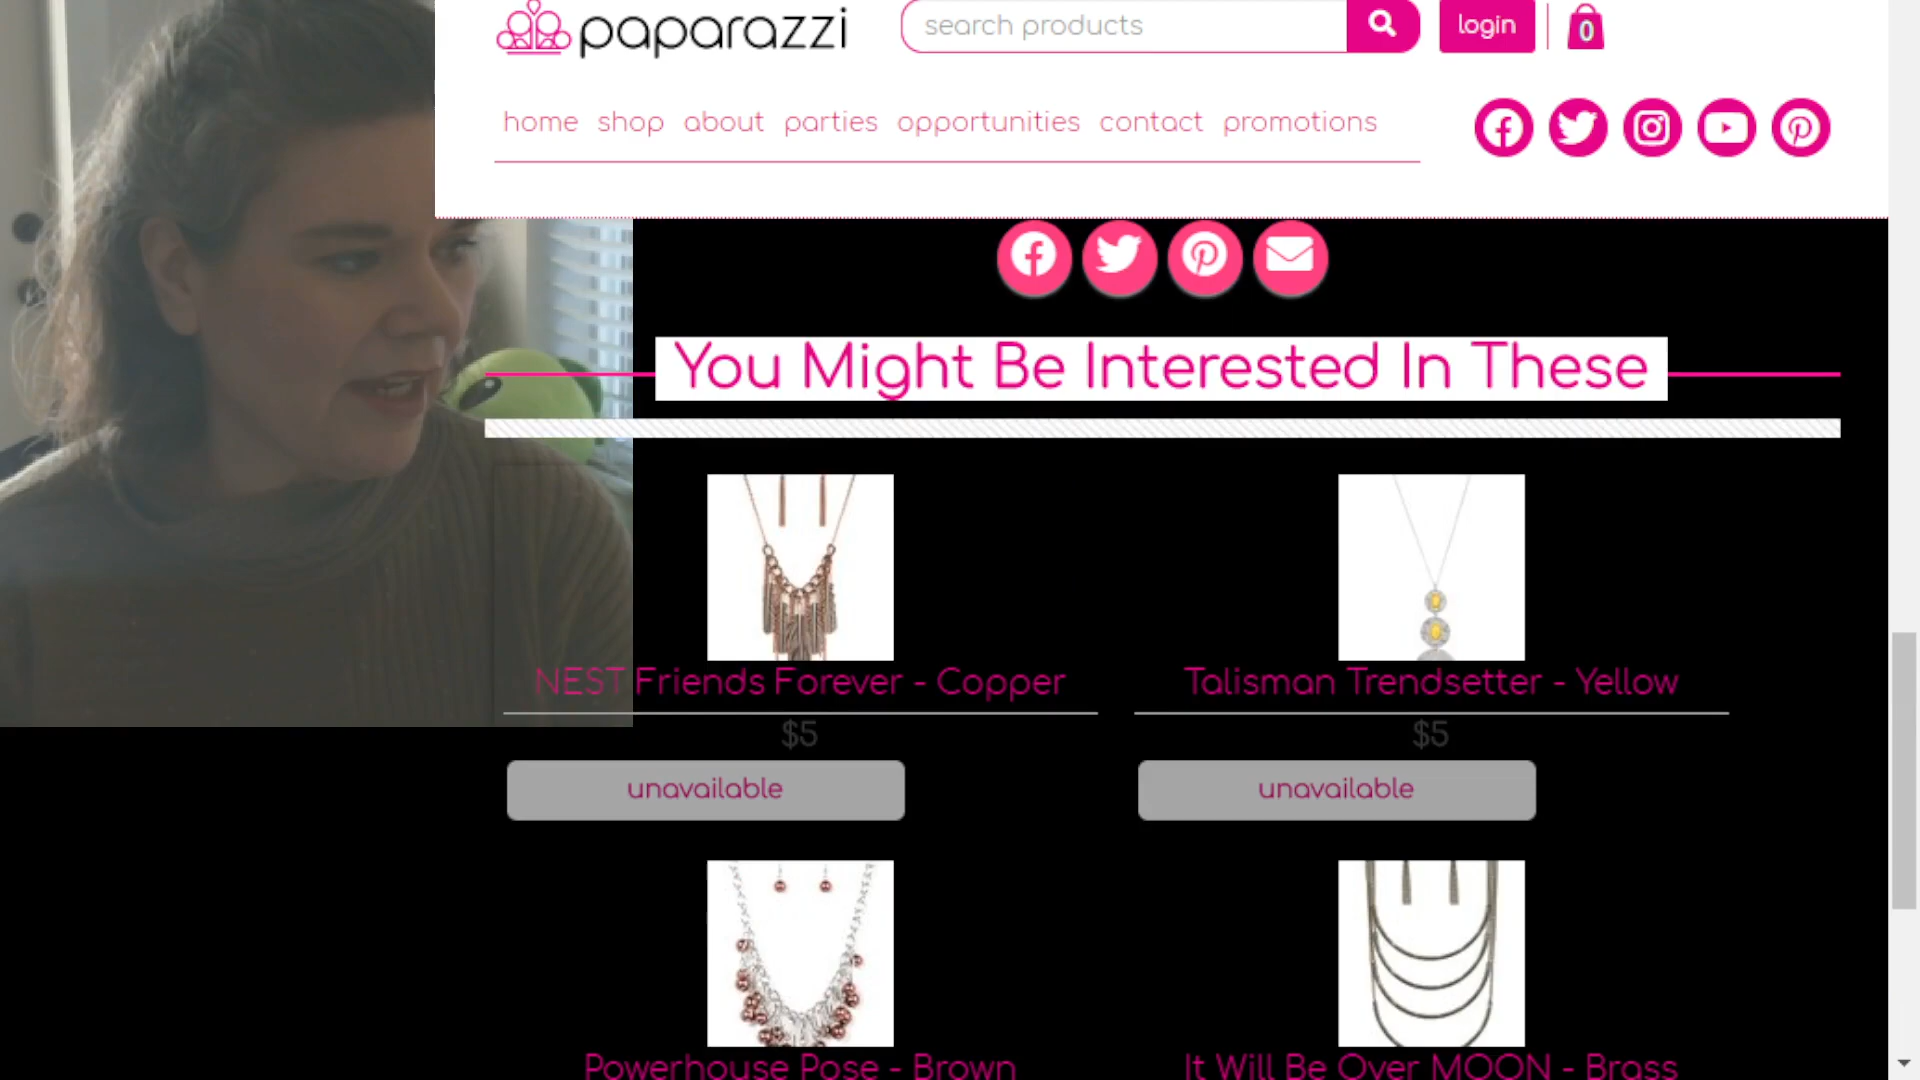 paparazzi
search products
login
0
home shop about parties opportunities contact promotions
You Might Be Interested In These
NEST Friends Forever - Copper
$5
unavailable
Talisman Trendsetter - Yellow
$5
unavailable
Powerhouse Pose - Brown
It Will Be Over MOON - Brass